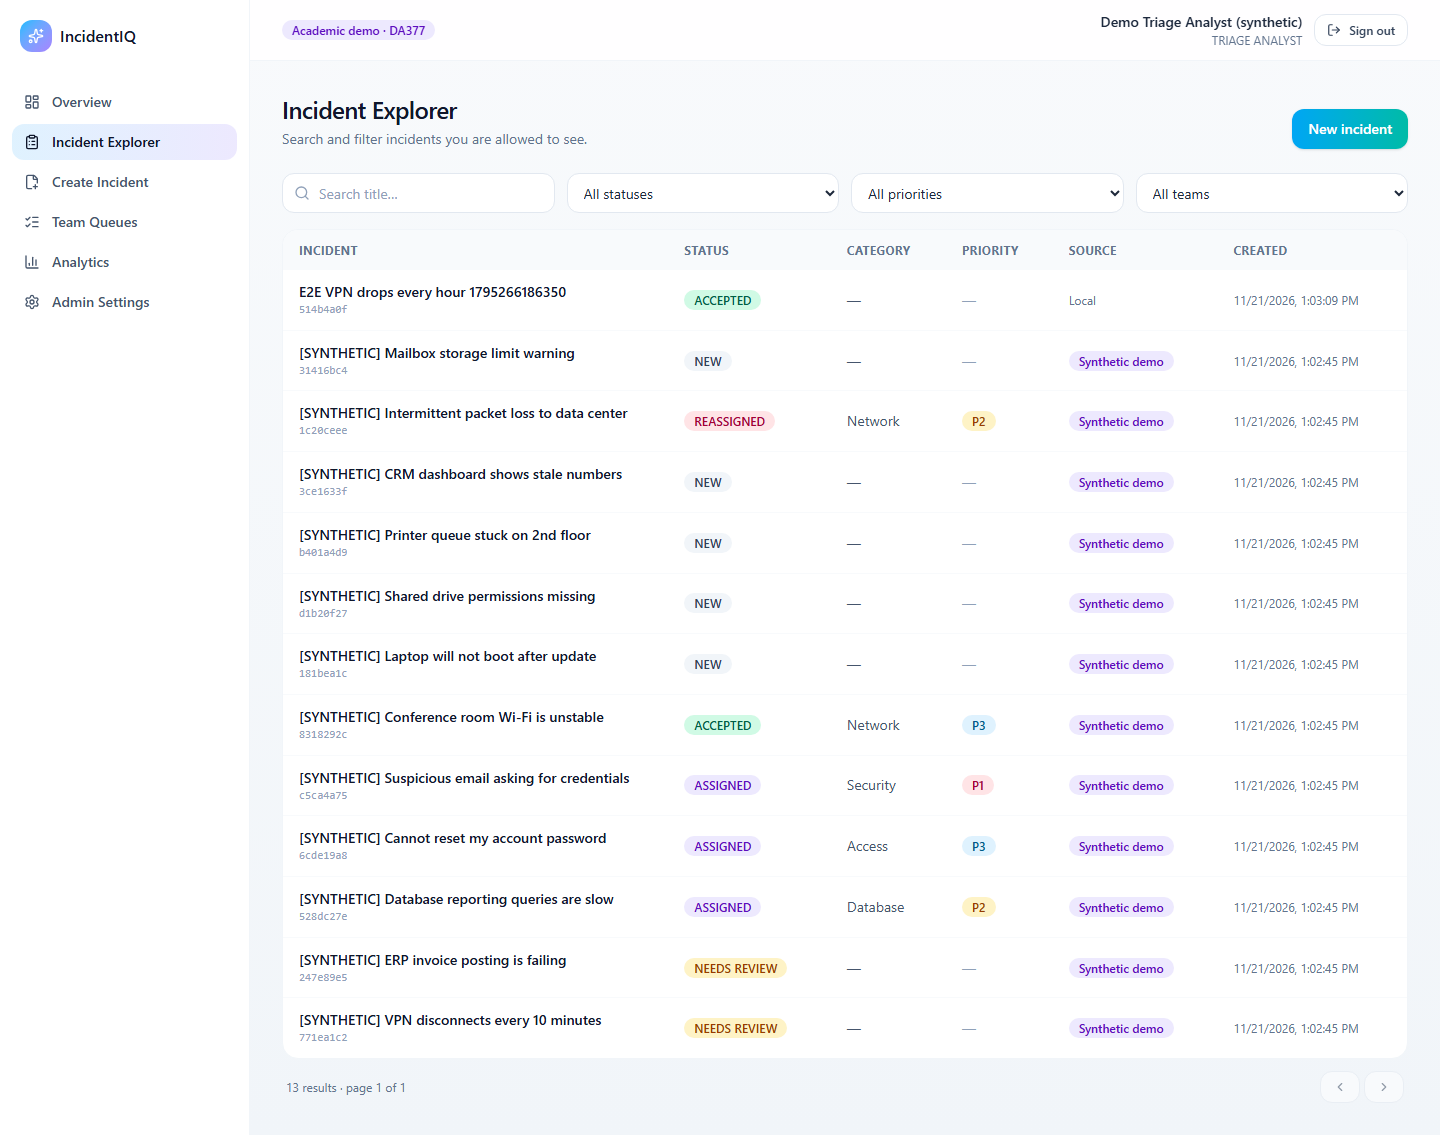 IncidentIQ
Overview
Incident Explorer
Create Incident
Team Queues
Analytics
Admin Settings
Academic demo · DA377
Demo Triage Analyst (synthetic)
TRIAGE ANALYST
Sign out
Incident Explorer
Search and filter incidents you are allowed to see.
New incident
Search title...
All statuses
All priorities
All teams
INCIDENT STATUS CATEGORY PRIORITY SOURCE CREATED
E2E VPN drops every hour 1795266186350
514b4a0f
ACCEPTED — — Local 11/21/2026, 1:03:09 PM
[SYNTHETIC] Mailbox storage limit warning
31416bc4
NEW — — Synthetic demo 11/21/2026, 1:02:45 PM
[SYNTHETIC] Intermittent packet loss to data center
1c20ceee
REASSIGNED Network P2 Synthetic demo 11/21/2026, 1:02:45 PM
[SYNTHETIC] CRM dashboard shows stale numbers
3ce1633f
NEW — — Synthetic demo 11/21/2026, 1:02:45 PM
[SYNTHETIC] Printer queue stuck on 2nd floor
b401a4d9
NEW — — Synthetic demo 11/21/2026, 1:02:45 PM
[SYNTHETIC] Shared drive permissions missing
d1b20f27
NEW — — Synthetic demo 11/21/2026, 1:02:45 PM
[SYNTHETIC] Laptop will not boot after update
181bea1c
NEW — — Synthetic demo 11/21/2026, 1:02:45 PM
[SYNTHETIC] Conference room Wi-Fi is unstable
8318292c
ACCEPTED Network P3 Synthetic demo 11/21/2026, 1:02:45 PM
[SYNTHETIC] Suspicious email asking for credentials
c5ca4a75
ASSIGNED Security P1 Synthetic demo 11/21/2026, 1:02:45 PM
[SYNTHETIC] Cannot reset my account password
6cde19a8
ASSIGNED Access P3 Synthetic demo 11/21/2026, 1:02:45 PM
[SYNTHETIC] Database reporting queries are slow
528dc27e
ASSIGNED Database P2 Synthetic demo 11/21/2026, 1:02:45 PM
[SYNTHETIC] ERP invoice posting is failing
247e89e5
NEEDS REVIEW — — Synthetic demo 11/21/2026, 1:02:45 PM
[SYNTHETIC] VPN disconnects every 10 minutes
771ea1c2
NEEDS REVIEW — — Synthetic demo 11/21/2026, 1:02:45 PM
13 results · page 1 of 1